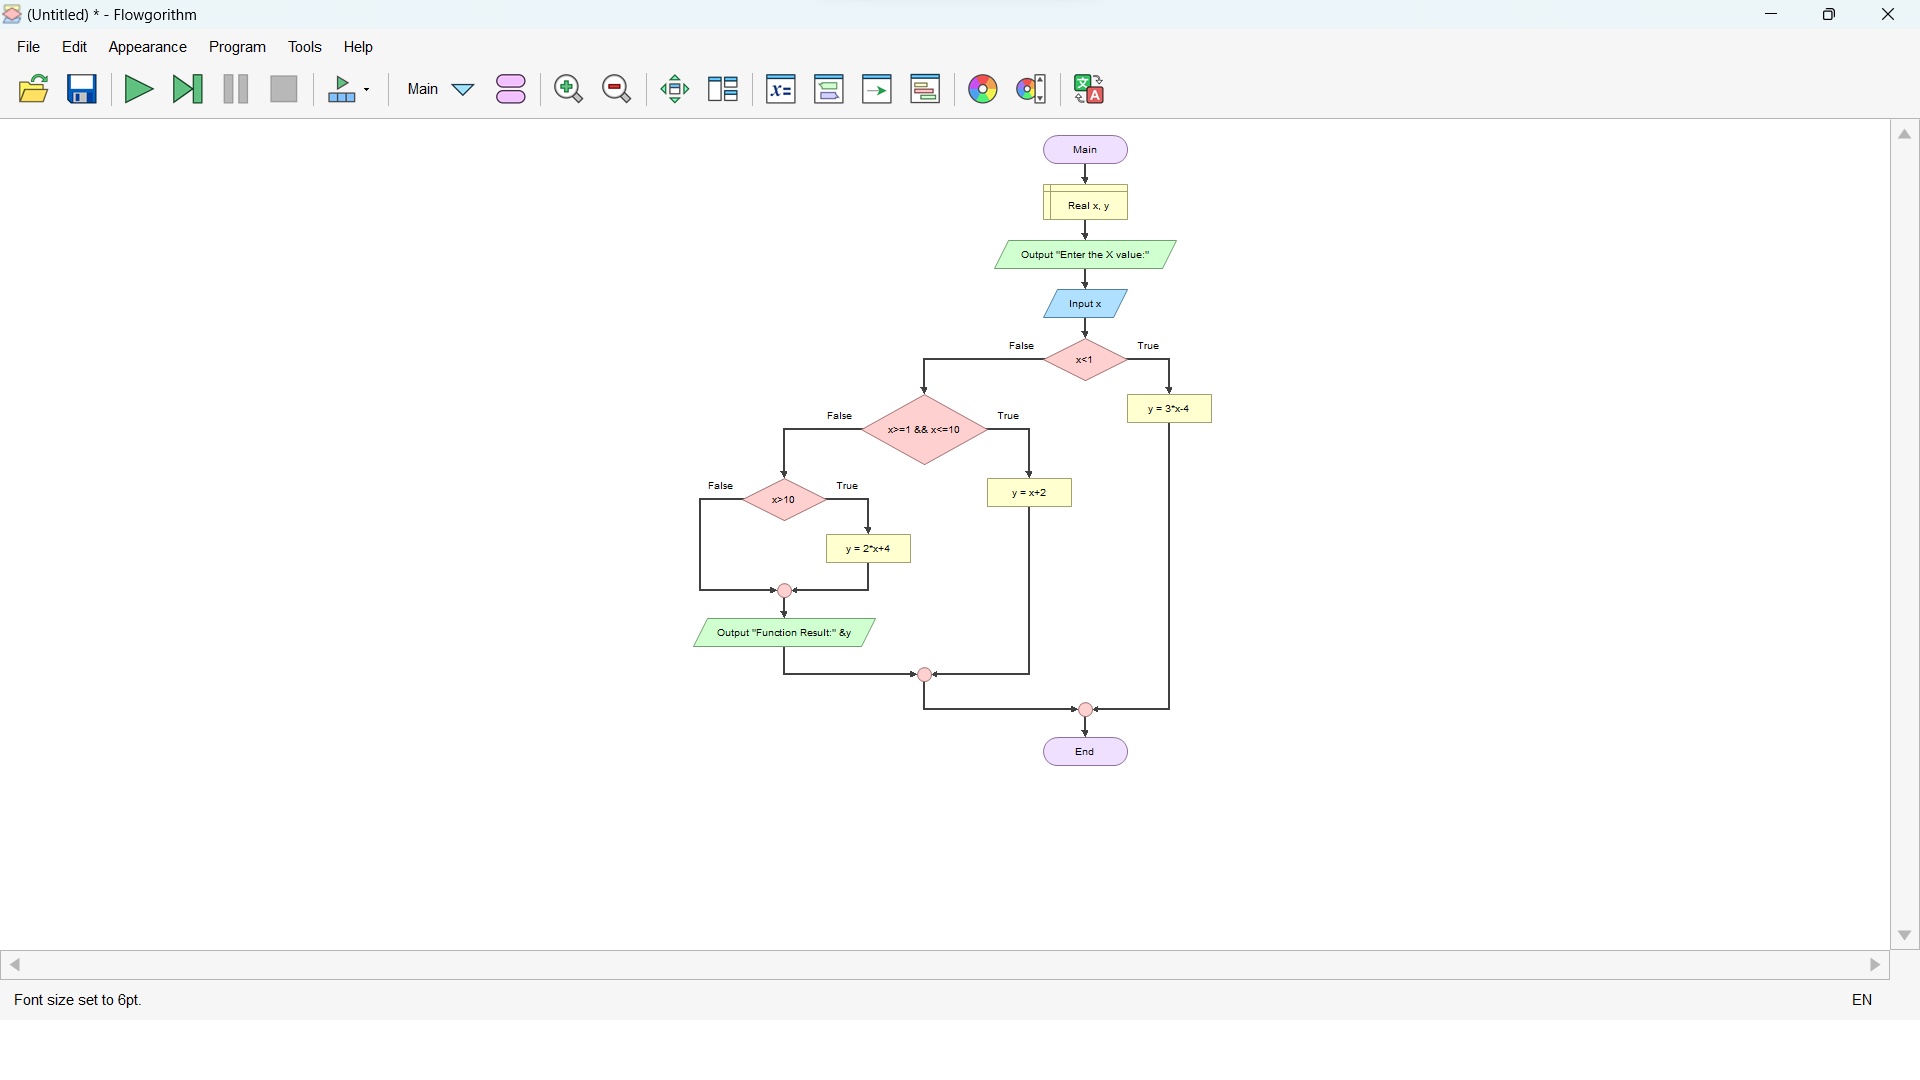 (Untitled) * - Flowgorithm
File Edit Appearance Program Tools Help
Main
x=
文
A
Main
Real x, y
Output "Enter the X value:"
Input x
False
True
x<1
y = 3*x-4
False
True
x>=1 && x<=10
y = x+2
False
True
x>10
y = 2*x+4
Output "Function Result:" &y
End
Font size set to 6pt.
EN